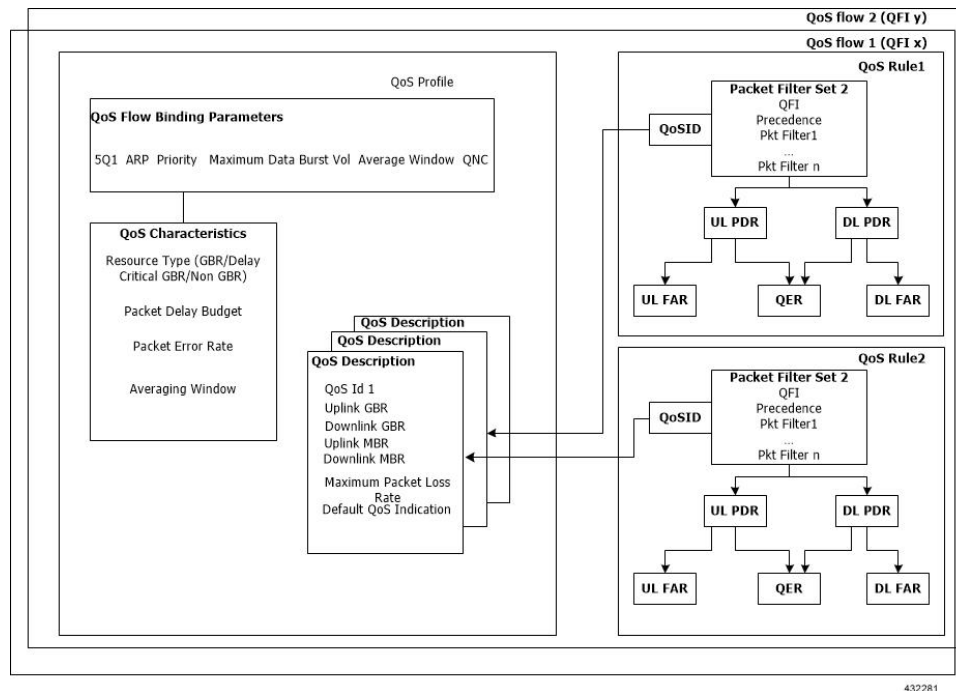 QoS flow 2 (QFI y)
QoS flow 1 (QFI x)
QoS Profile
QoS Flow Binding Parameters
5Q1 ARP Priority Maximum Data Burst Vol Average Window QNC
QoS Characteristics
Resource Type (GBR/Delay
Critical GBR/Non GBR)
Packet Delay Budget
Packet Error Rate
Averaging Window
QoS Description
QoS Description
QoS Description
QoS Id 1
Uplink GBR
Downlink GBR
Uplink MBR
Downlink MBR
Maximum Packet Loss
Rate
Default QoS Indication
QoS Rule1
Packet Filter Set 2
QFI
Precedence
Pkt Filter1
...
Pkt Filter n
QoSID
UL PDR
DL PDR
UL FAR
QER
DL FAR
QoS Rule2
Packet Filter Set 2
QFI
Precedence
Pkt Filter1
...
Pkt Filter n
QoSID
UL PDR
DL PDR
UL FAR
QER
DL FAR
432281